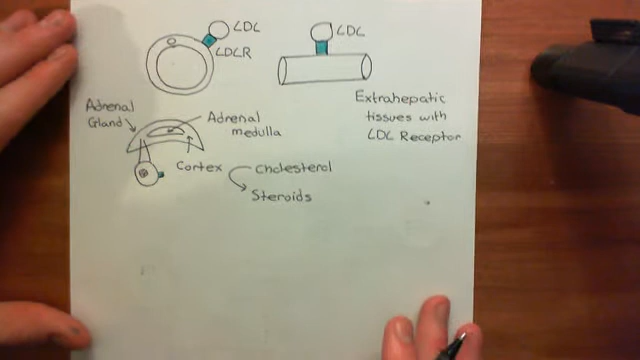 LDL
LDLR
LDL
Extrahepatic
tissues with
LDL Receptor
Adrenal
Gland
Adrenal
medulla
Cortex
Cholesterol
Steroids